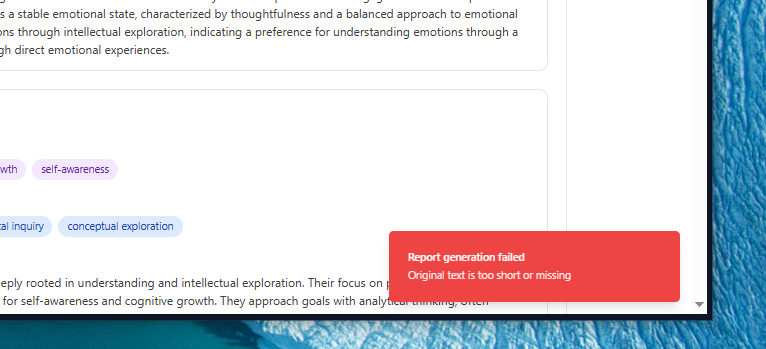 s a stable emotional state, characterized by thoughtfulness and a balanced approach to emotional
ns through intellectual exploration, indicating a preference for understanding emotions through a
gh direct emotional experiences.
wth self-awareness
al inquiry conceptual exploration
Report generation failed
Original text is too short or missing
eply rooted in understanding and intellectual exploration. Their focus on
for self-awareness and cognitive growth. They approach goals with analytical thinking, often